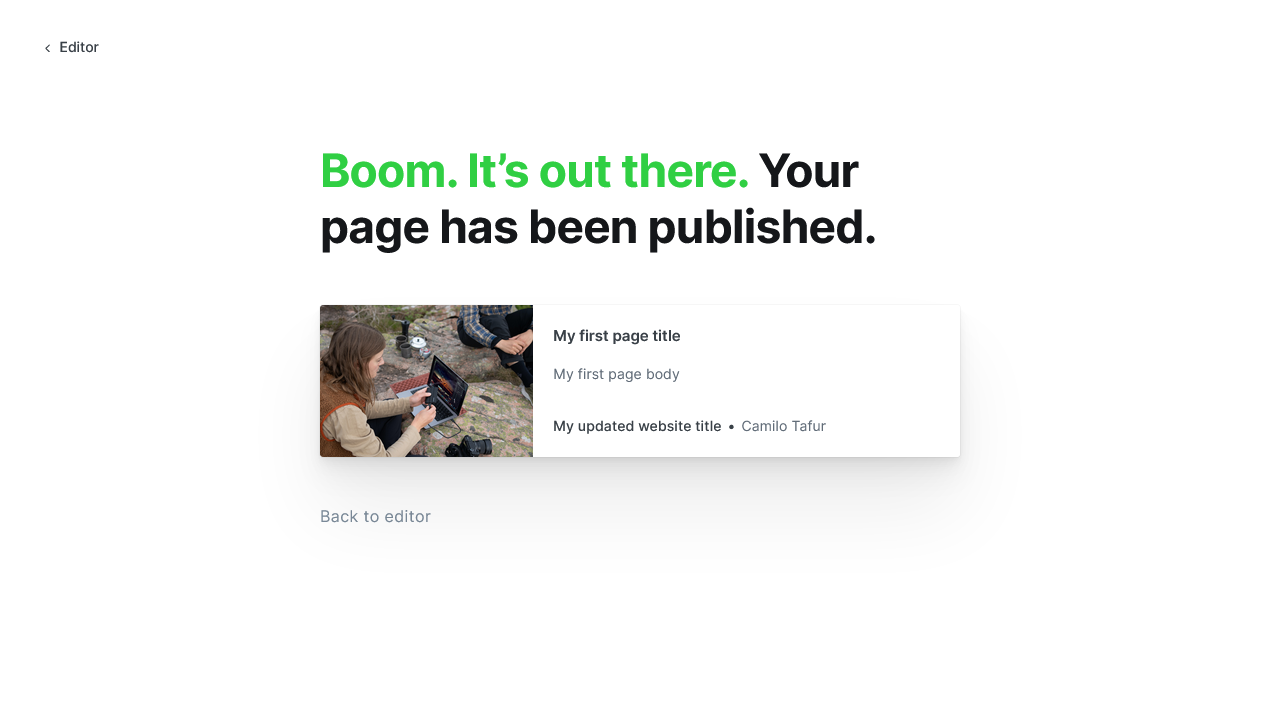 Editor
Boom. It’s out there. Your
page has been published.
My first page title
My first page body
My updated website title • Camilo Tafur
Back to editor